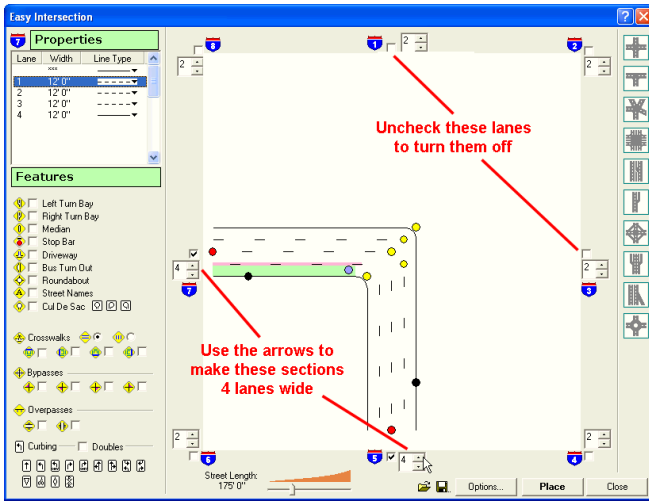 Easy Intersection
7 Properties
Lane Width Line Type
xxx
1 12' 0"
2 12' 0"
3 12' 0"
4 12' 0"
Features
Left Turn Bay
Right Turn Bay
Median
Stop Bar
Driveway
Bus Turn Out
Roundabout
Street Names
Cul De Sac
Crosswalks
Bypasses
Overpasses
Curbing Doubles
8 2
1 2
2 2
Uncheck these lanes
to turn them off
4
7
2
3
Use the arrows to
make these sections
4 lanes wide
2
6
5 4
2
4
Street Length:
175' 0"
Options...
Place
Close